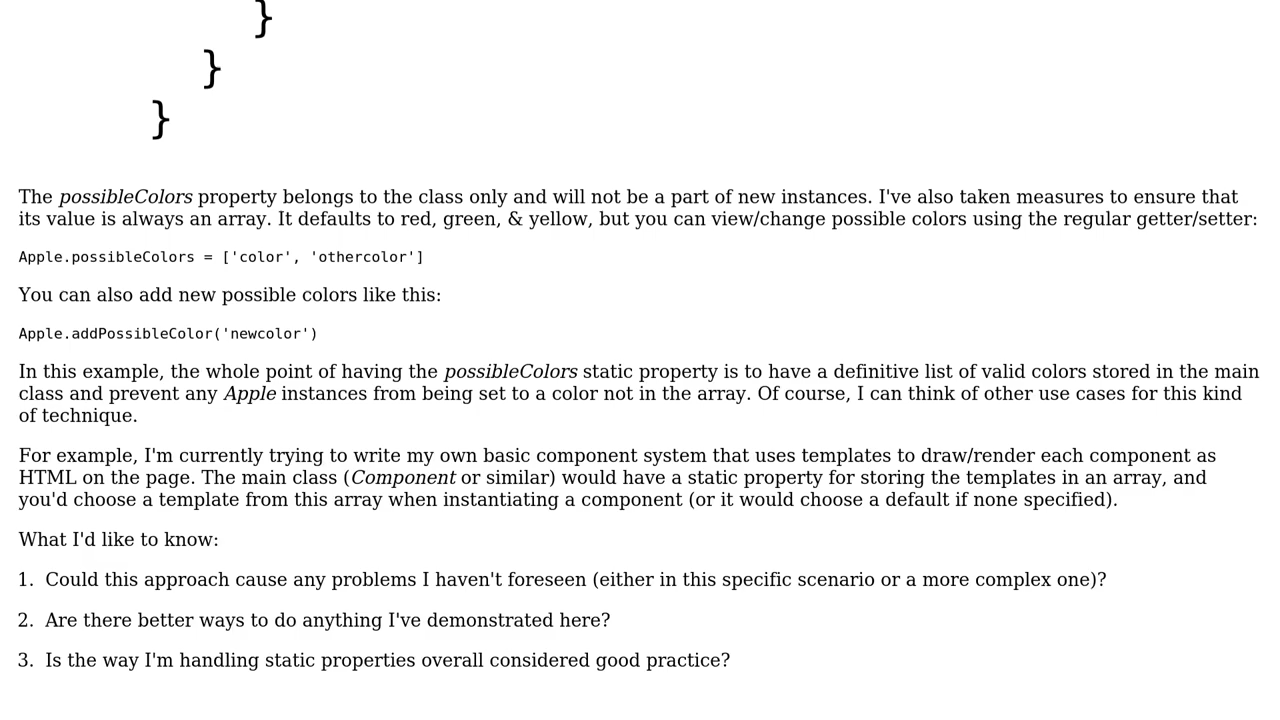 }
}
}
The possibleColors property belongs to the class only and will not be a part of new instances. I've also taken measures to ensure that
its value is always an array. It defaults to red, green, & yellow, but you can view/change possible colors using the regular getter/setter:
Apple.possibleColors = ['color', 'othercolor']
You can also add new possible colors like this:
Apple.addPossibleColor('newcolor')
In this example, the whole point of having the possibleColors static property is to have a definitive list of valid colors stored in the main
class and prevent any Apple instances from being set to a color not in the array. Of course, I can think of other use cases for this kind
of technique.
For example, I'm currently trying to write my own basic component system that uses templates to draw/render each component as
HTML on the page. The main class (Component or similar) would have a static property for storing the templates in an array, and
you'd choose a template from this array when instantiating a component (or it would choose a default if none specified).
What I'd like to know:
1. Could this approach cause any problems I haven't foreseen (either in this specific scenario or a more complex one)?
2. Are there better ways to do anything I've demonstrated here?
3. Is the way I'm handling static properties overall considered good practice?